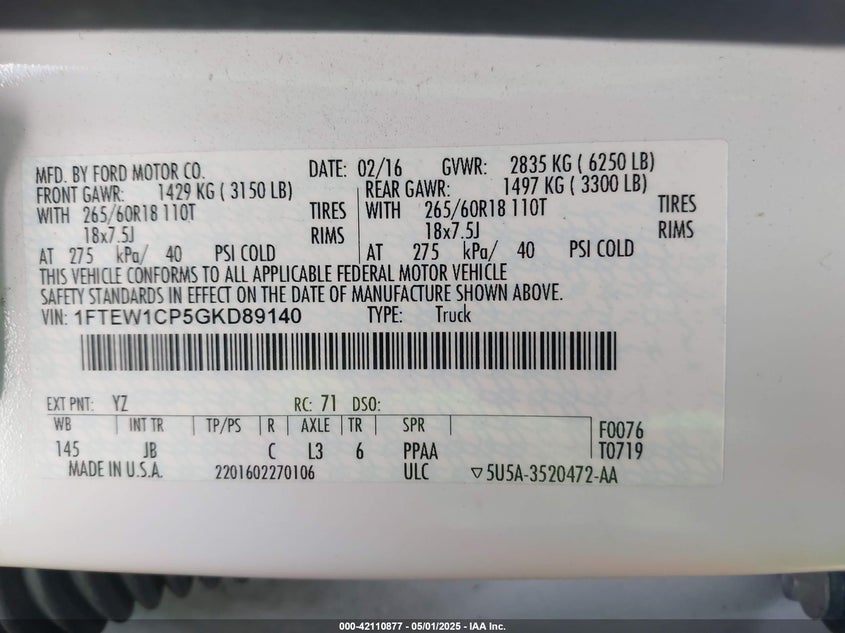 MFD. BY FORD MOTOR CO. DATE: 02/16 GVWR: 2835 KG ( 6250 LB)
FRONT GAWR: 1429 KG ( 3150 LB) REAR GAWR: 1497 KG ( 3300 LB)
WITH 265/60R18 110T TIRES WITH 265/60R18 110T TIRES
18x7.5J RIMS 18x7.5J RIMS
AT 275 kPa/ 40 PSI COLD AT 275 kPa/ 40 PSI COLD
THIS VEHICLE CONFORMS TO ALL APPLICABLE FEDERAL MOTOR VEHICLE
SAFETY STANDARDS IN EFFECT ON THE DATE OF MANUFACTURE SHOWN ABOVE.
VIN: 1FTEW1CP5GKD89140 TYPE: Truck
EXT PNT: YZ RC: 71 DSO:
WB INT TR TP/PS R AXLE TR SPR F0076
145 JB C L3 6 PPAA T0719
MADE IN U.S.A. 2201602270106 ULC ▽5U5A-3520472-AA
000-42110877 - 05/01/2025 - IAA Inc.